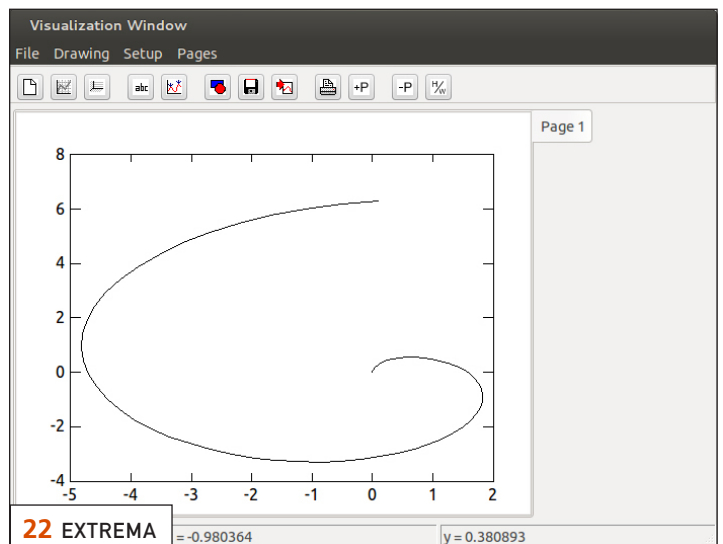 Visualization Window
File Drawing Setup Pages
abc +P -P H/W
Page 1
8
6
4
2
0
-2
-4
-5 -4 -3 -2 -1 0 1 2
22 EXTREMA
= -0.980364 y = 0.380893